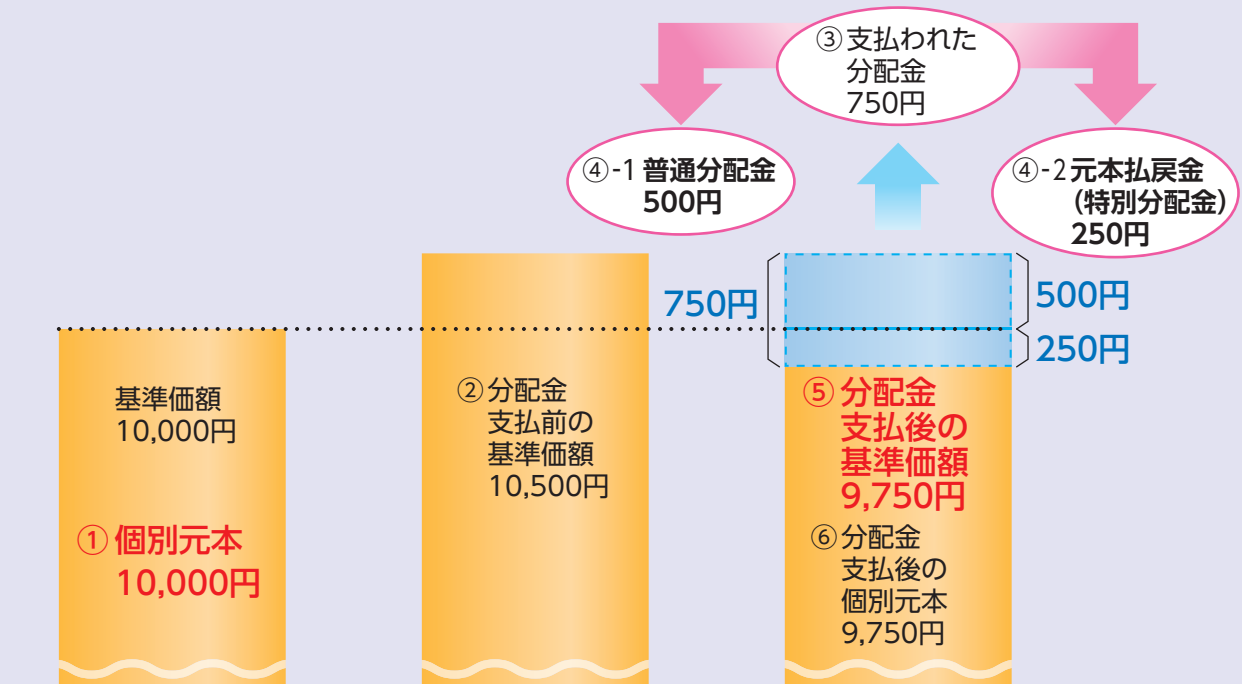 ③支払われた
分配金
750円
④-1 普通分配金
500円
④-2元本払戻金
(特別分配金)
250円
750円
500円
250円
基準価額
10,000円
①個別元本
10,000円
②分配金
支払前の
基準価額
10,500円
⑤分配金
支払後の
基準価額
9,750円
⑥分配金
支払後の
個別元本
9,750円